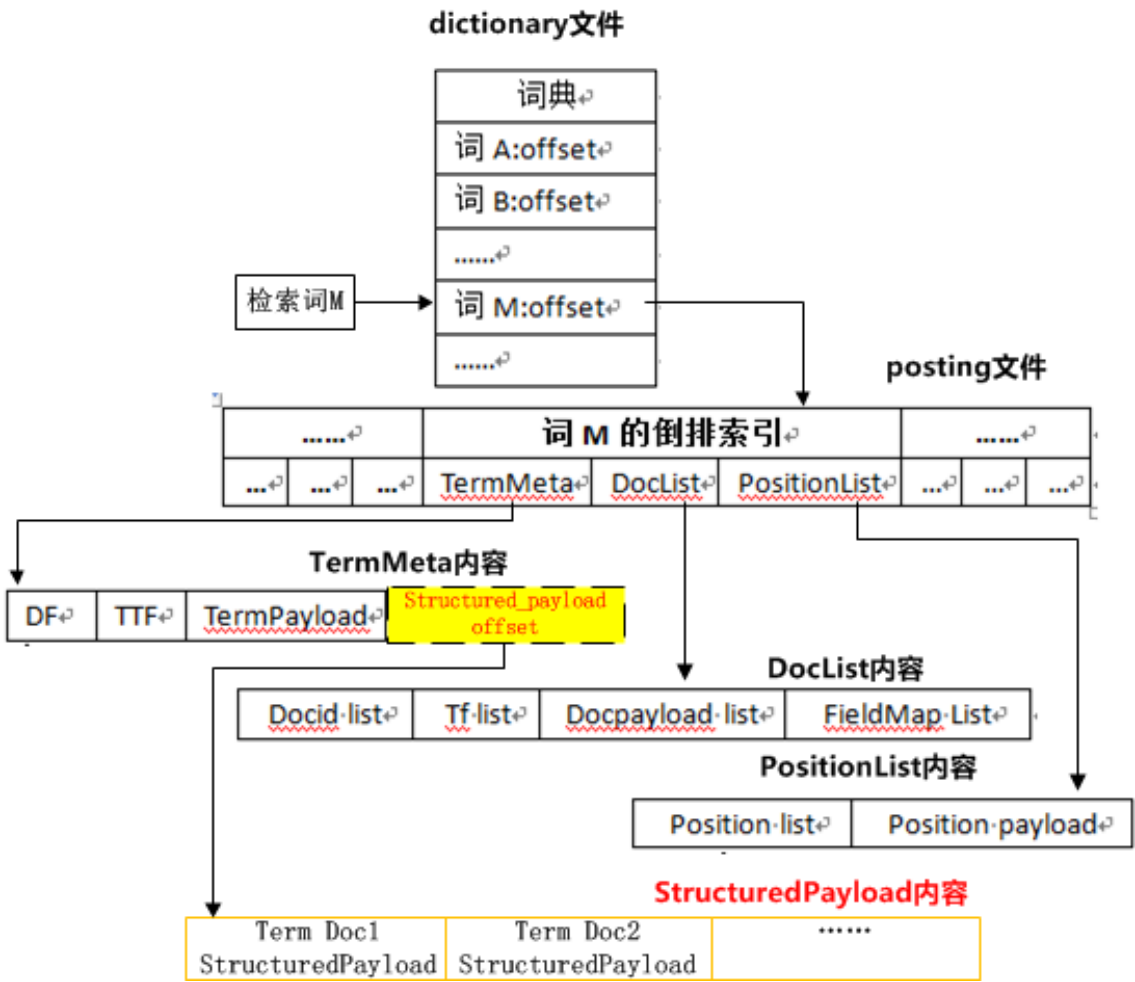 dictionary文件
词典
词 A:offset
词 B:offset
......
检索词M
词 M:offset
......
posting文件
...... 词 M 的倒排索引 ......
... ... ... TermMeta DocList PositionList ... ... ...
TermMeta内容
DF TTF TermPayload Structured_payload
offset
DocList内容
Docid list Tf list Docpayload list FieldMap List
PositionList内容
Position list Position payload
StructuredPayload内容
Term Doc1 Term Doc2 ......
StructuredPayload StructuredPayload